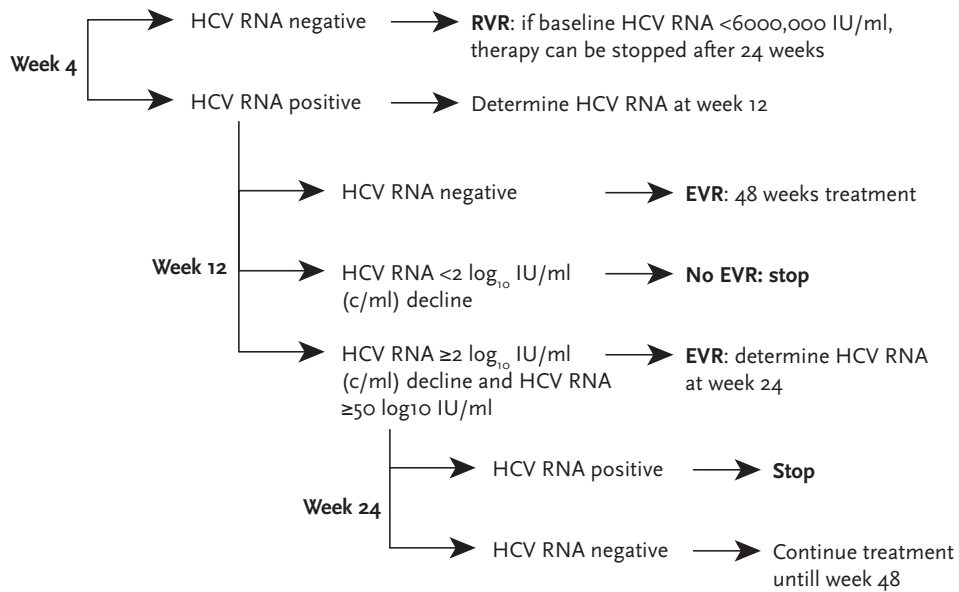 HCV RNA negative
RVR: if baseline HCV RNA <6000,000 IU/ml,
therapy can be stopped after 24 weeks
Week 4
HCV RNA positive
Determine HCV RNA at week 12
HCV RNA negative
EVR: 48 weeks treatment
Week 12
HCV RNA <2 log₁₀ IU/ml
(c/ml) decline
No EVR: stop
HCV RNA ≥2 log₁₀ IU/ml
(c/ml) decline and HCV RNA
≥50 log10 IU/ml
EVR: determine HCV RNA
at week 24
HCV RNA positive
Stop
Week 24
HCV RNA negative
Continue treatment
untill week 48